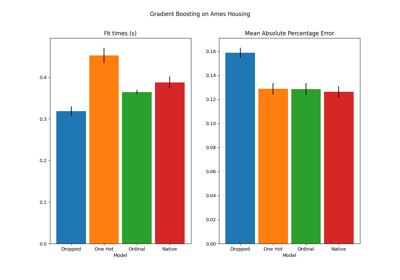 Gradient Boosting on Ames Housing
Fit times (s)
0.4
0.3
0.2
0.1
0.0
Dropped One Hot Ordinal Native
Model
Mean Absolute Percentage Error
0.16
0.14
0.12
0.10
0.08
0.06
0.04
0.02
0.00
Dropped One Hot Ordinal Native
Model